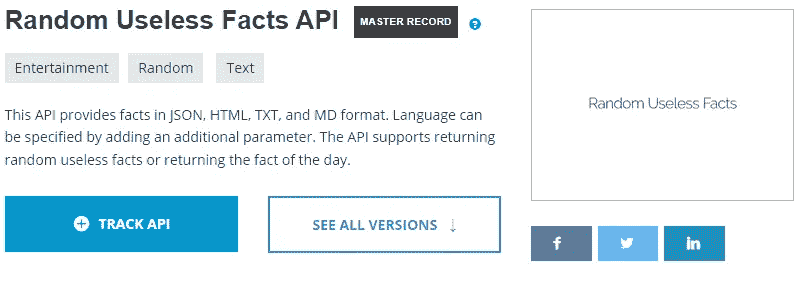 Random Useless Facts API MASTER RECORD ?
Entertainment Random Text
This API provides facts in JSON, HTML, TXT, and MD format. Language can
be specified by adding an additional parameter. The API supports returning
random useless facts or returning the fact of the day.
TRACK API SEE ALL VERSIONS ↓
Random Useless Facts
f in